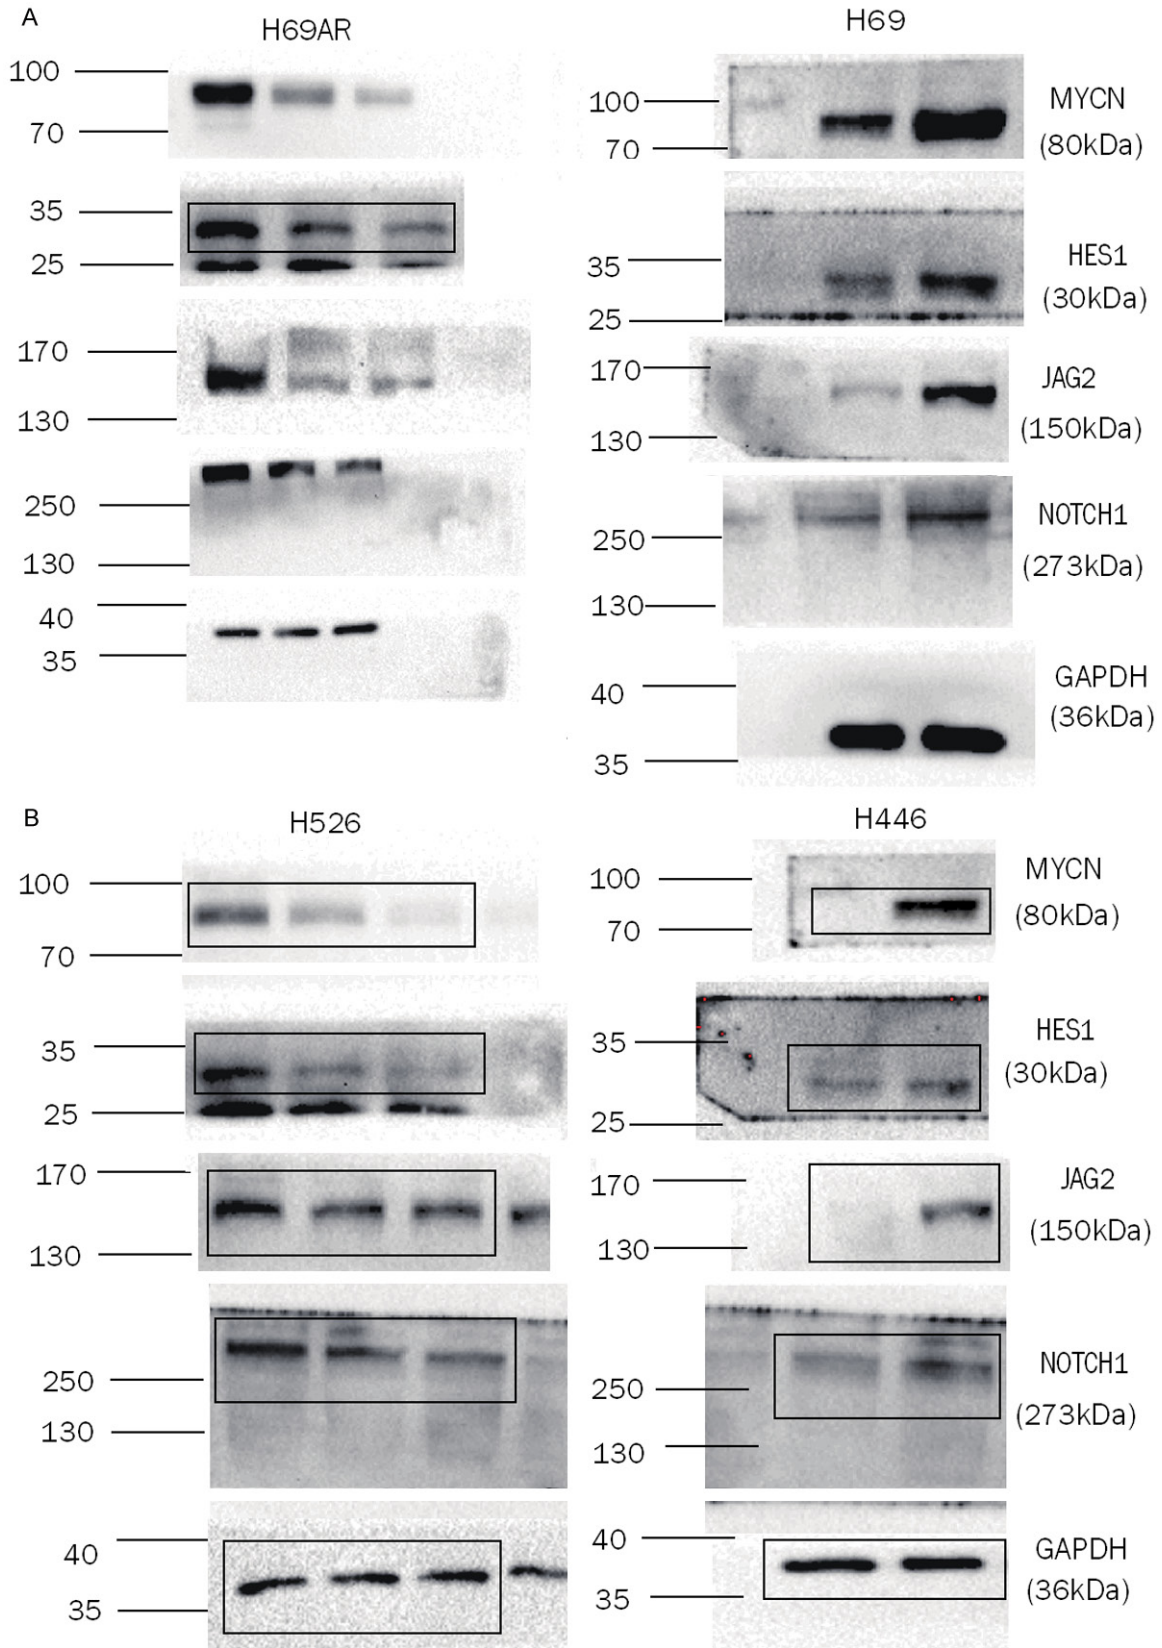 A
H69AR
H69
100
70
100
70
MYCN
(80kDa)
35
25
35
25
HES1
(30kDa)
170
130
170
130
JAG2
(150kDa)
250
130
250
130
NOTCH1
(273kDa)
40
35
40
35
GAPDH
(36kDa)
B
H526
H446
100
70
100
70
MYCN
(80kDa)
35
25
35
25
HES1
(30kDa)
170
130
170
130
JAG2
(150kDa)
250
130
250
130
NOTCH1
(273kDa)
40
35
40
35
GAPDH
(36kDa)